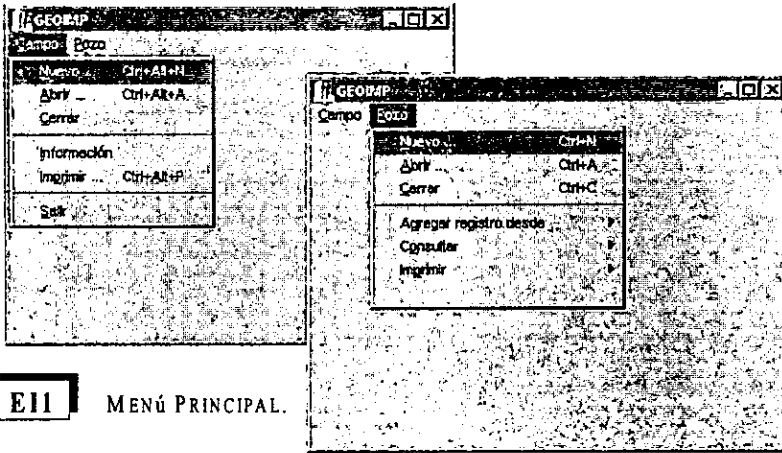 GEOIMP
Campo Pozo
Nuevo ... Ctrl+Alt+N
Abrir ... Ctrl+Alt+A
Cerrar
Información
Imprimir ... Ctrl+Alt+P
Salir
GEOIMP
Campo Pozo
Nuevo ... Ctrl+N
Abrir ... Ctrl+A
Cerrar Ctrl+C
Agregar registro desde ...
Consultar
Imprimir
E11 MENú PRINCIPAL.